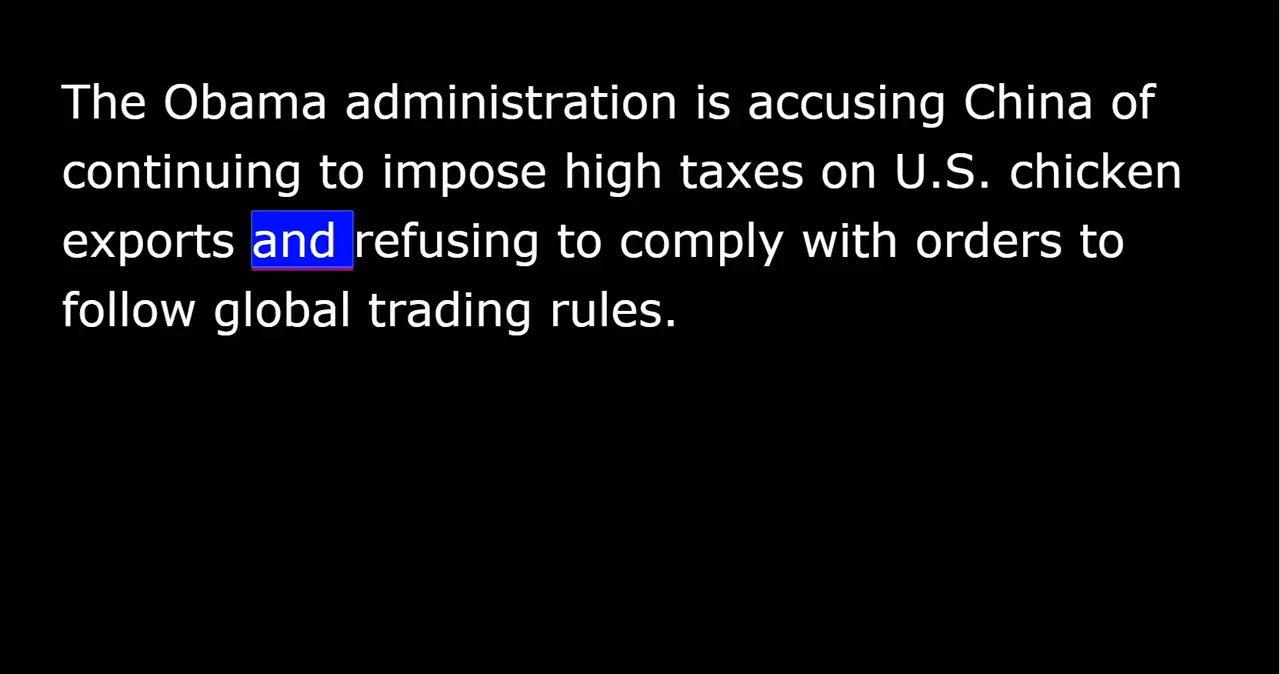 The Obama administration is accusing China of
continuing to impose high taxes on U.S. chicken
exports and refusing to comply with orders to
follow global trading rules.